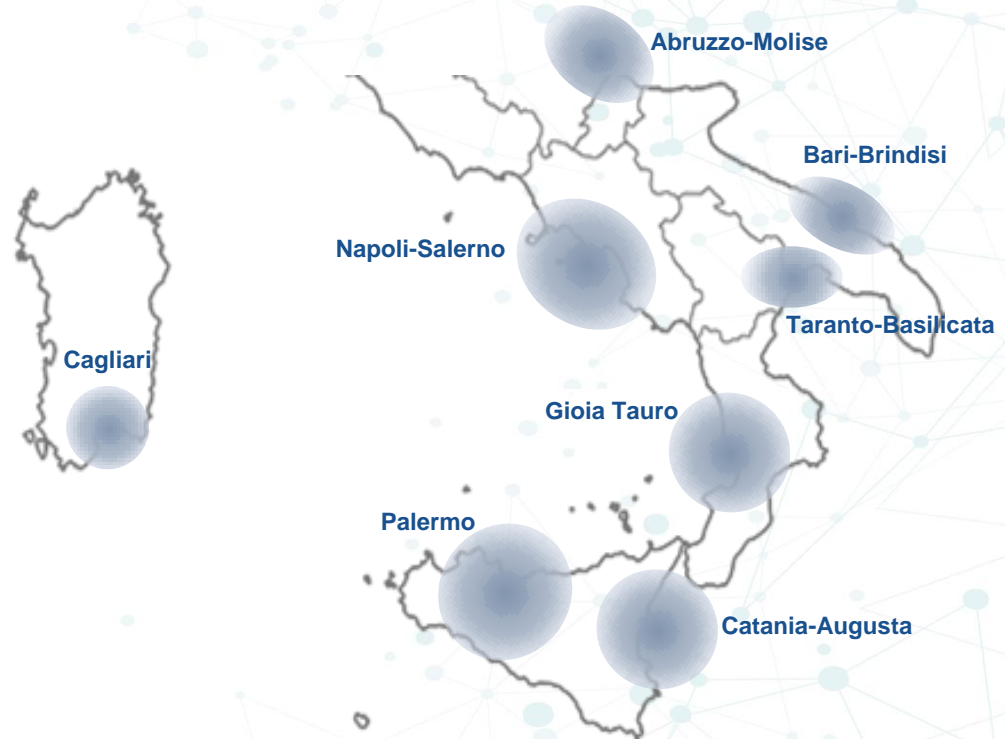 Abruzzo-Molise
Bari-Brindisi
Napoli-Salerno
Taranto-Basilicata
Cagliari
Gioia Tauro
Palermo
Catania-Augusta